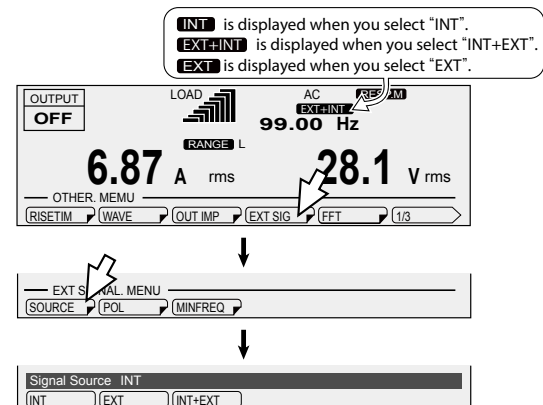 INT is displayed when you select “INT”.
EXT+INT is displayed when you select “INT+EXT”.
EXT is displayed when you select “EXT”.
OUTPUT
OFF
LOAD
AC
EXT+INT
99.00 Hz
RANGE L
6.87 A rms
28.1 V rms
OTHER. MEMU
RISETIM WAVE OUT IMP EXT SIG FFT 1/3
EXT MENU
SOURCE POL MINFREQ
Signal Source INT
INT EXT INT+EXT